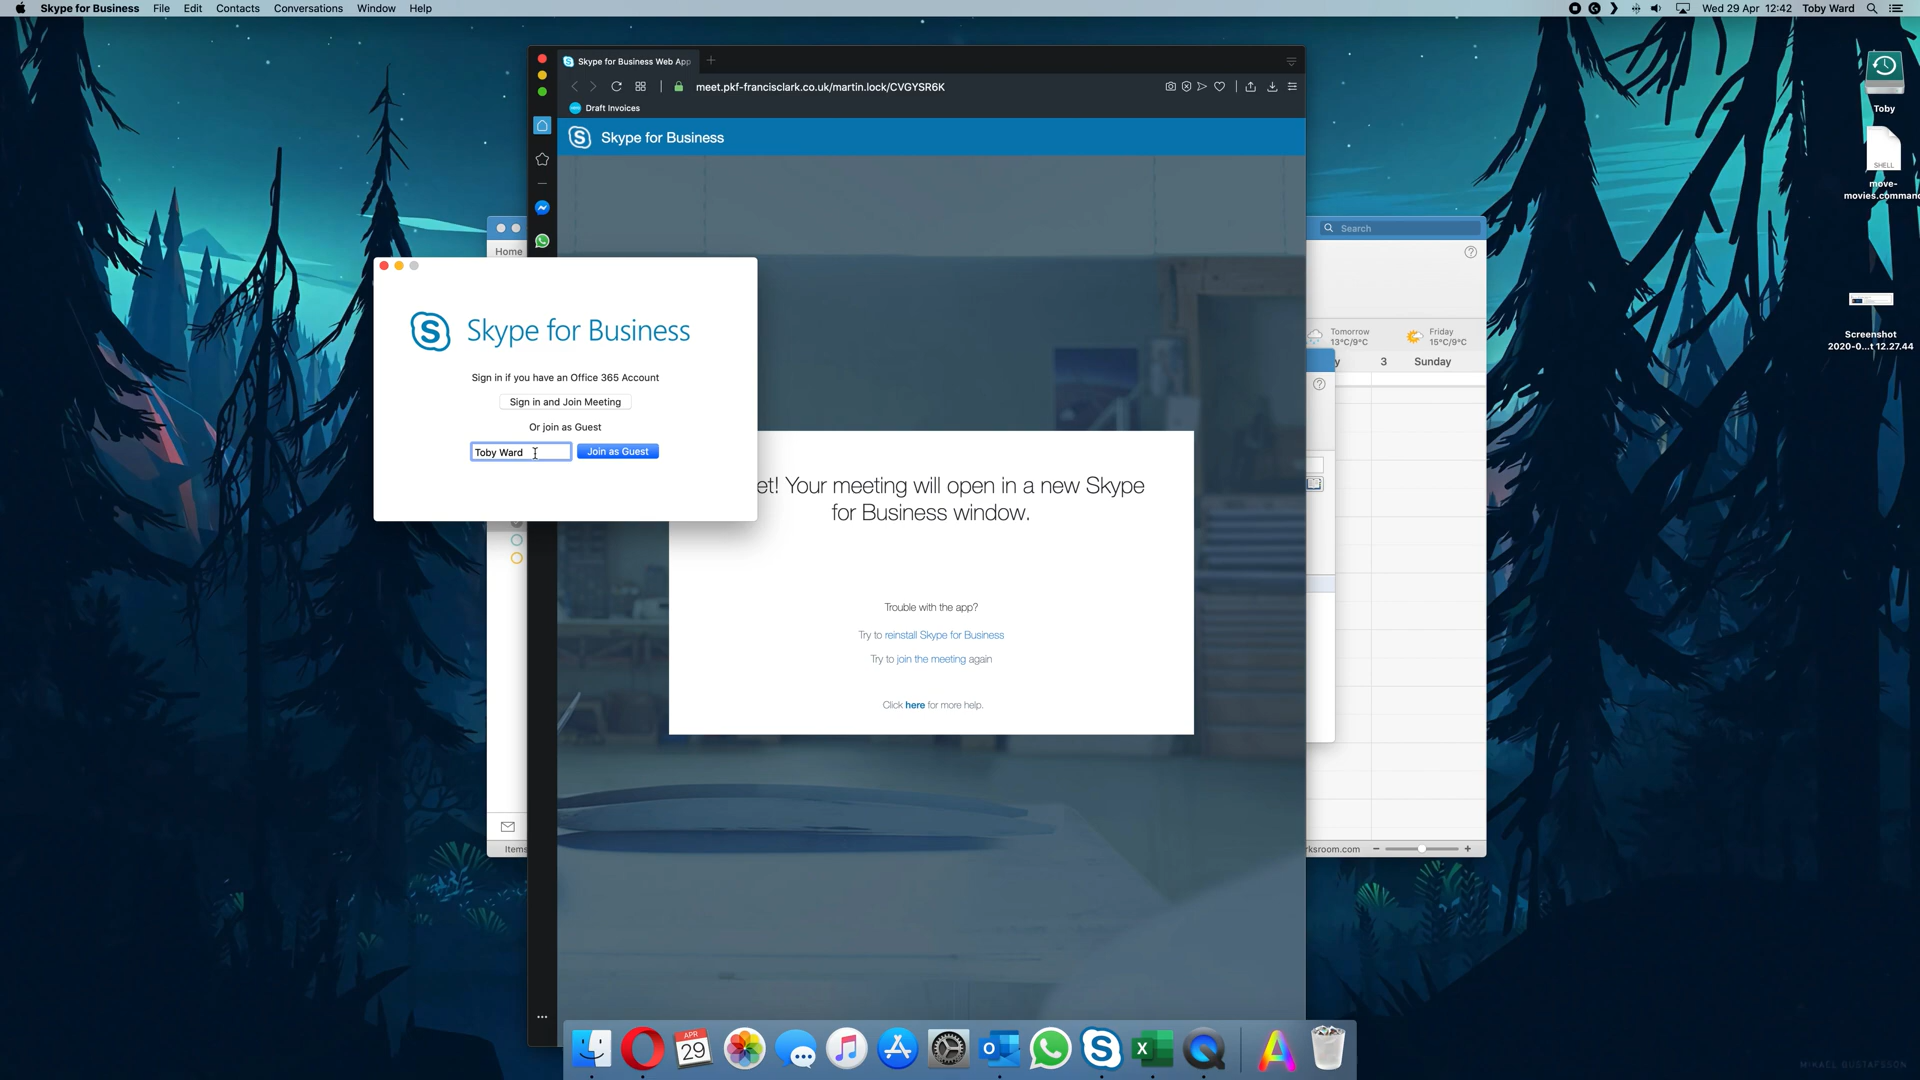 Skype for Business File Edit Contacts Conversations Window Help
Wed 29 Apr 12:42 Toby Ward
Skype for Business Web App
meet.pkf-francisclark.co.uk/martin.lock/CVGYSR6K
Draft Invoices
Skype for Business
Toby
SHELL
move-
movies.comman
Screenshot
2020-0...t 12.27.44
Home
Search
Tomorrow
13°C/9°C
Friday
15°C/9°C
y 3 Sunday
Skype for Business
Sign in if you have an Office 365 Account
Sign in and Join Meeting
Or join as Guest
Toby Ward
Join as Guest
et! Your meeting will open in a new Skype
for Business window.
Trouble with the app?
Try to reinstall Skype for Business
Try to join the meeting again
Click here for more help.
Items
rksroom.com
APR
29
MIKAEL GUSTAFSSON